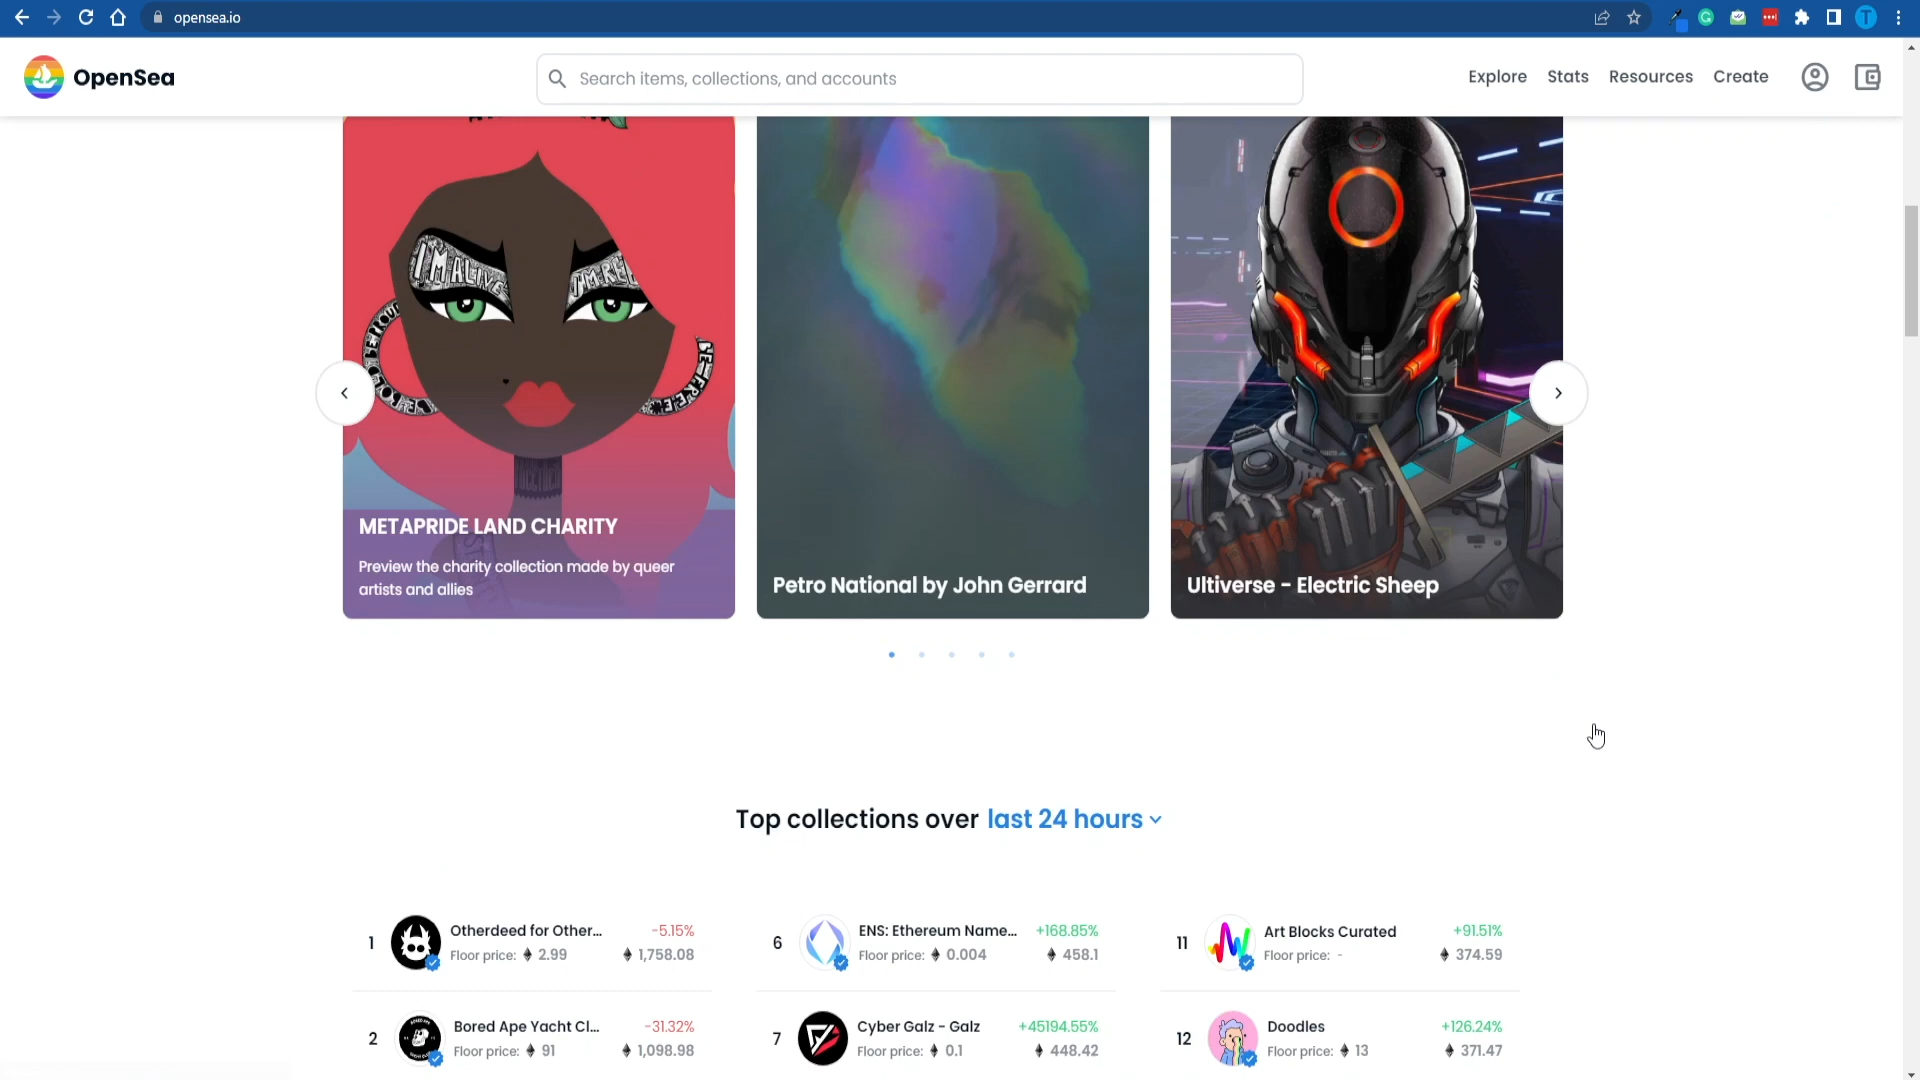 opensea.io
OpenSea
Search items, collections, and accounts
Explore
Stats
Resources
Create
I'M ALIVE
METAPRIDE LAND CHARITY
Preview the charity collection made by queer
artists and allies
Petro National by John Gerrard
Ultiverse - Electric Sheep
Top collections over last 24 hours
1
Otherdeed for Other...
-5.15%
Floor price: 2.99
1,758.08
2
Bored Ape Yacht Cl...
-31.32%
Floor price: 91
1,098.98
6
ENS: Ethereum Name...
+168.85%
Floor price: 0.004
458.1
7
Cyber Galz - Galz
+45194.55%
Floor price: 0.1
448.42
11
Art Blocks Curated
+91.51%
Floor price: -
374.59
12
Doodles
+126.24%
Floor price: 13
371.47